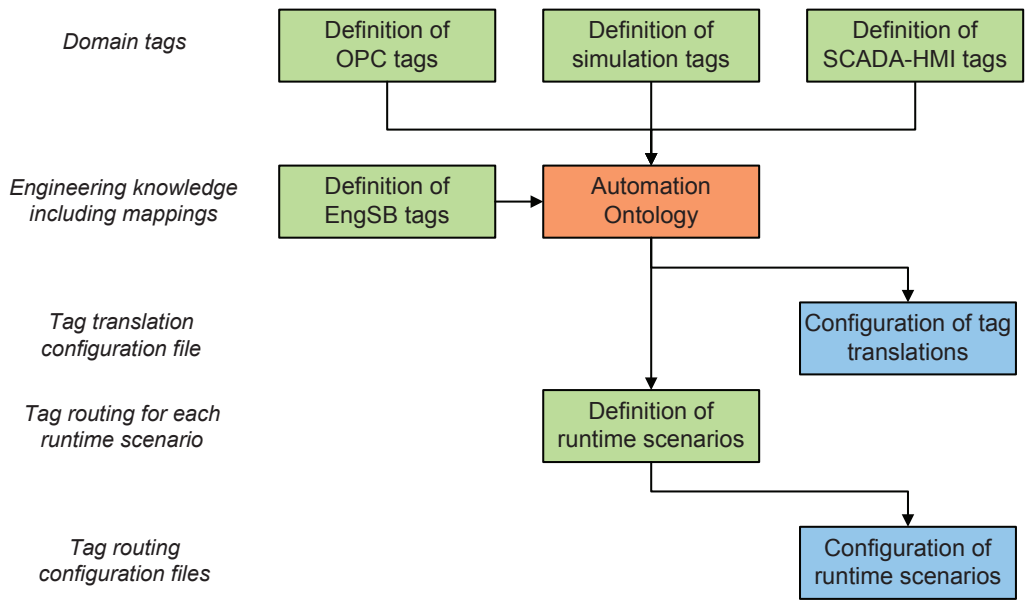 Domain tags
Definition of
OPC tags
Definition of
simulation tags
Definition of
SCADA-HMI tags
Engineering knowledge
including mappings
Definition of
EngSB tags
Automation
Ontology
Tag translation
configuration file
Configuration of tag
translations
Tag routing for each
runtime scenario
Definition of
runtime scenarios
Tag routing
configuration files
Configuration of
runtime scenarios